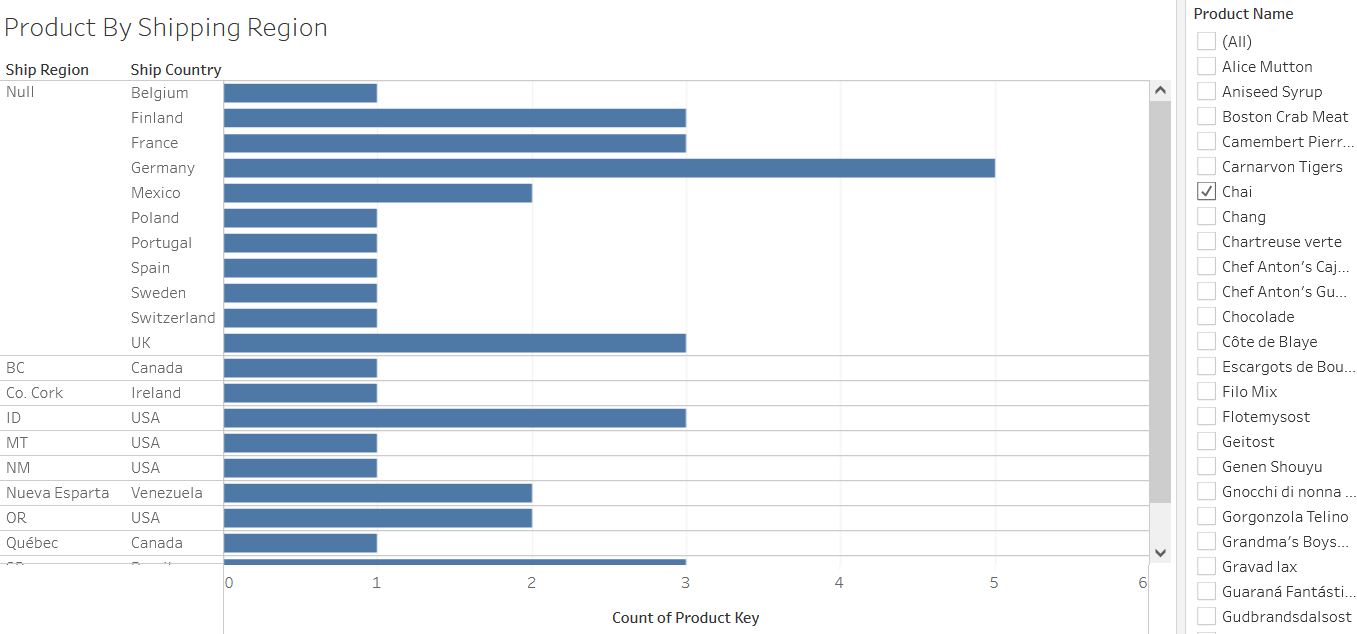 Product By Shipping Region
Ship Region Ship Country
Null Belgium
Finland
France
Germany
Mexico
Poland
Portugal
Spain
Sweden
Switzerland
UK
BC Canada
Co. Cork Ireland
ID USA
MT USA
NM USA
Nueva Esparta Venezuela
OR USA
Québec Canada
0 1 2 3 4 5 6
Count of Product Key
Product Name
(All)
Alice Mutton
Aniseed Syrup
Boston Crab Meat
Camembert Pierr...
Carnarvon Tigers
Chai
Chang
Chartreuse verte
Chef Anton's Caj...
Chef Anton's Gu...
Chocolade
Côte de Blaye
Escargots de Bou...
Filo Mix
Flotemysost
Geitost
Genen Shouyu
Gnocchi di nonna ...
Gorgonzola Telino
Grandma's Boys...
Gravad lax
Guaraná Fantásti...
Gudbrandsdalsost